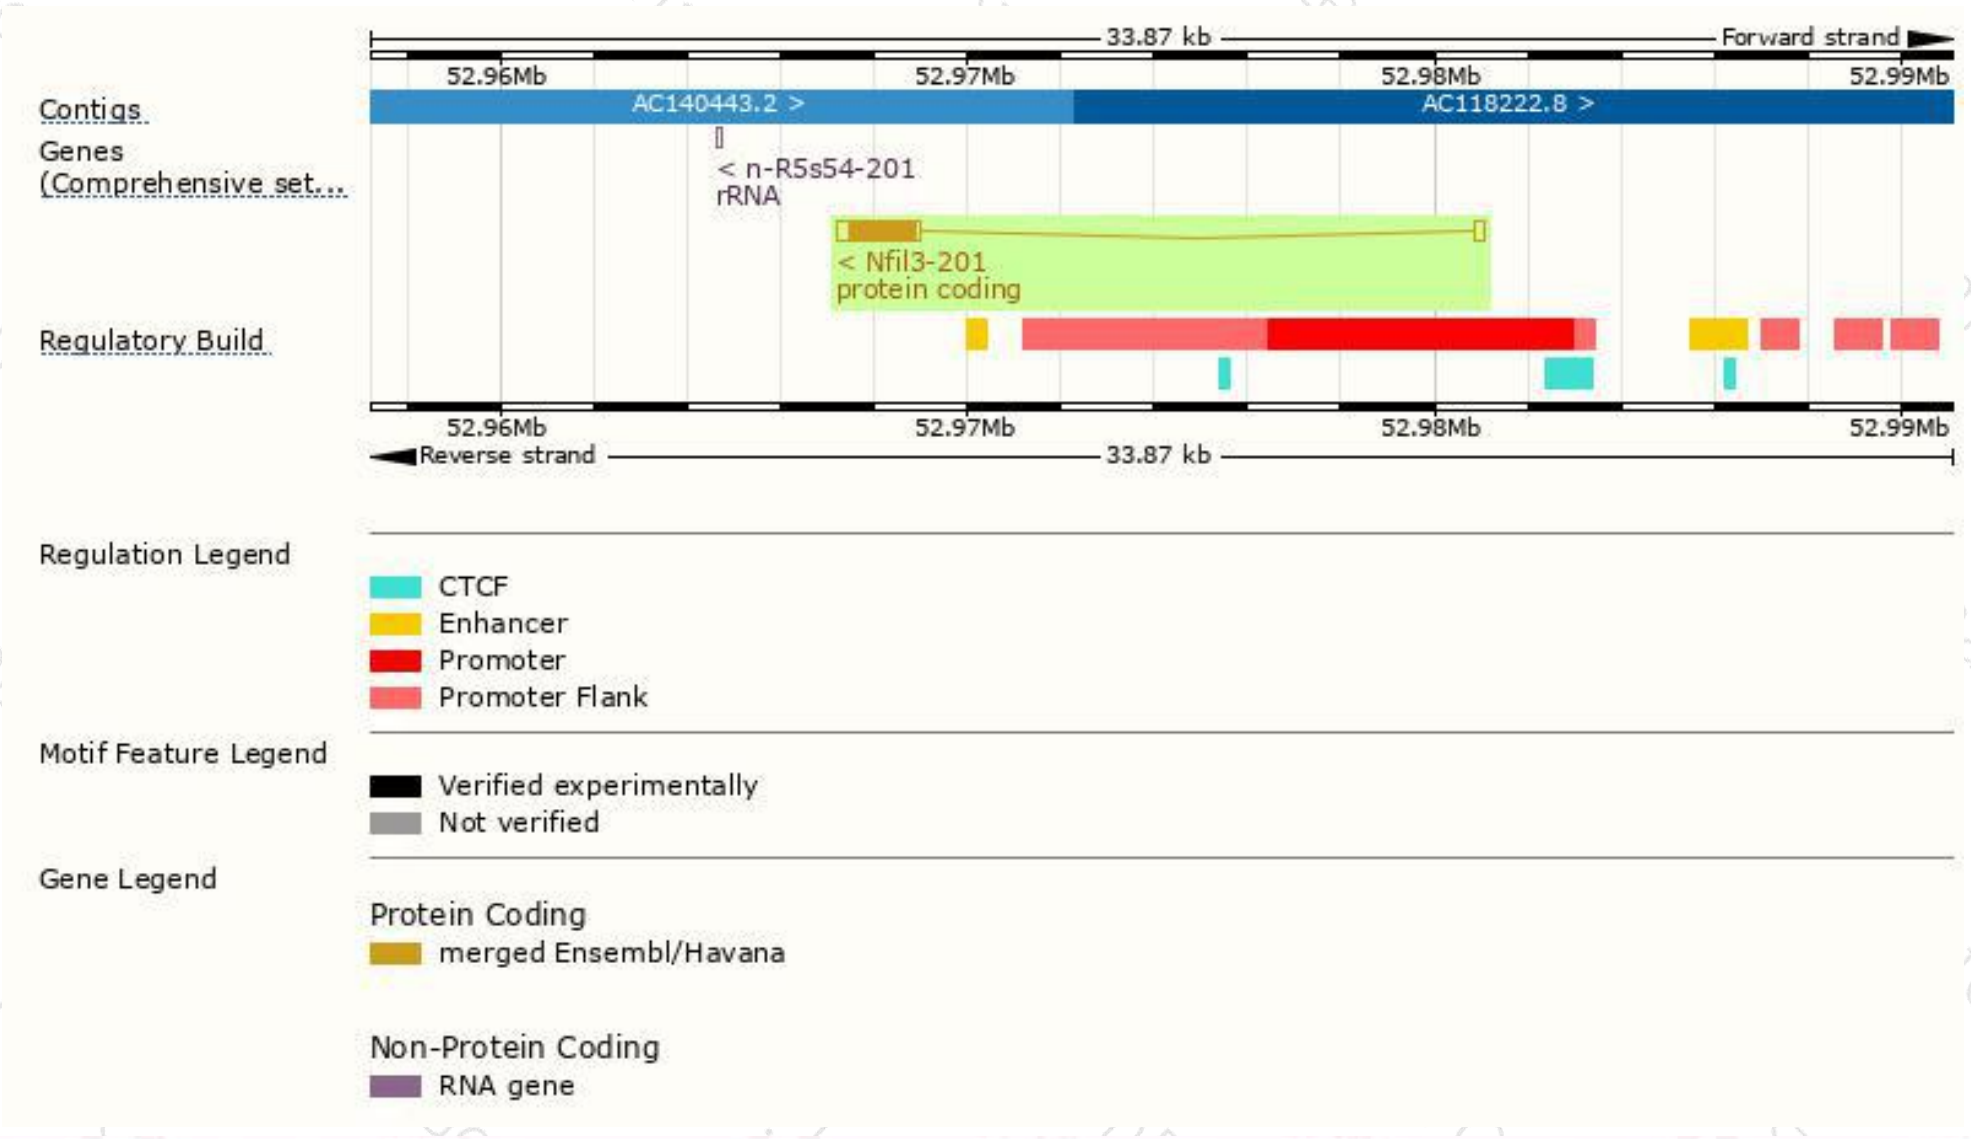 33.87 kb Forward strand
52.96Mb 52.97Mb 52.98Mb 52.99Mb
Contigs AC140443.2 > AC118222.8 >
Genes
(Comprehensive set...
< n-R5s54-201
rRNA
< Nfil3-201
protein coding
Regulatory Build
52.96Mb 52.97Mb 52.98Mb 52.99Mb
Reverse strand 33.87 kb
Regulation Legend
CTCF
Enhancer
Promoter
Promoter Flank
Motif Feature Legend
Verified experimentally
Not verified
Gene Legend
Protein Coding
merged Ensembl/Havana
Non-Protein Coding
RNA gene